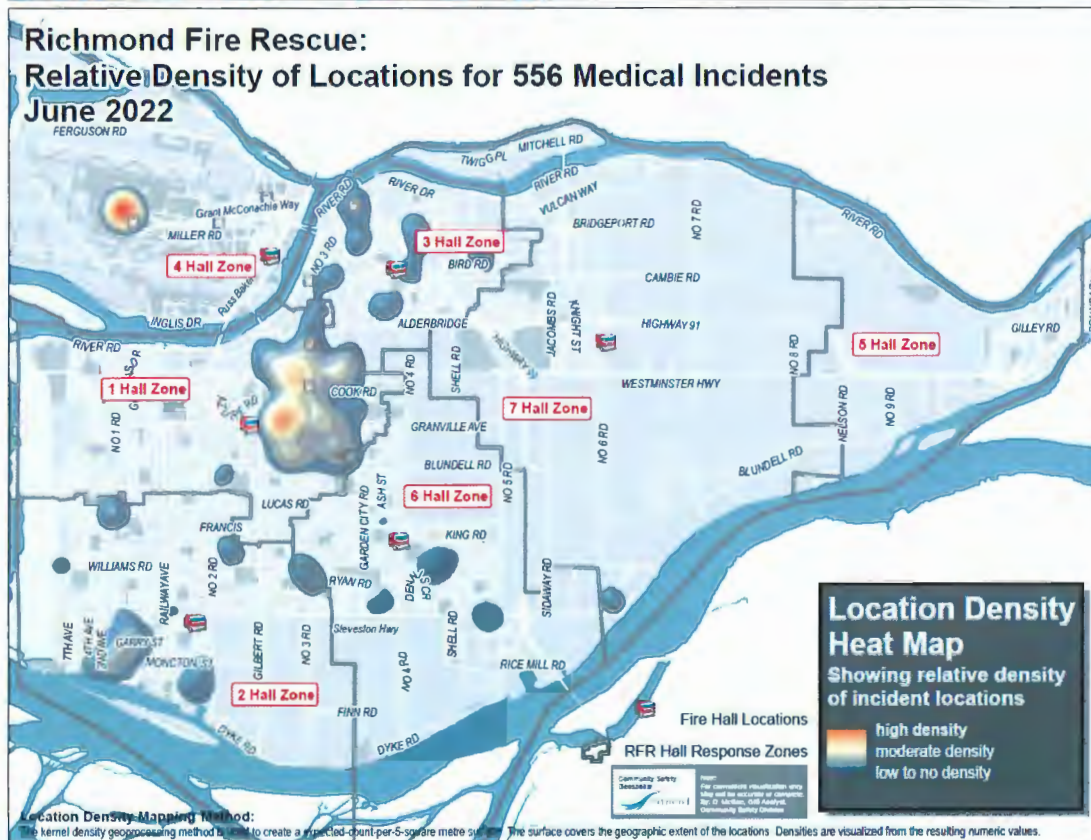 Richmond Fire Rescue:
Relative Density of Locations for 556 Medical Incidents
June 2022
FERGUSON RD
TWIGG PL
MITCHELL RD
RIVER RD
RIVER DR
RIVER RD
VULCAN WAY
Grant McConachie Way
BRIDGEPORT RD
NO 7 RD
RIVER RD
MILLER RD
NO 3 RD
3 Hall Zone
4 Hall Zone
BIRD RD
CAMBIE RD
Russ Baker
INGLIS DR
ALDERBRIDGE
JACOBS RD
KNIGHT ST
HIGHWAY 91
GILLEY RD
RIVER RD
5 Hall Zone
NO 8 RD
1 Hall Zone
COOK RD
NO 4 RD
SHELL RD
WESTMINSTER HWY
7 Hall Zone
NELSON RD
NO 9 RD
NO 1 RD
GRANVILLE AVE
NO 6 RD
BLUNDELL RD
BLUNDELL RD
6 Hall Zone
NO 5 RD
LUCAS RD
GARDEN CITY RD
ASH ST
FRANCIS
KING RD
WILLIAMS RD
NO 2 RD
RYAN RD
SIDAWAY RD
RAILWAY AVE
7TH AVE
4TH AVE
2ND AVE
GARRY ST
GILBERT RD
NO 3 RD
Steveston Hwy
NO 4 RD
SHELL RD
MONCTON ST
RICE MILL RD
2 Hall Zone
FINN RD
DYKE RD
DYKE RD
Location Density
Heat Map
Showing relative density
of incident locations
high density
moderate density
low to no density
Fire Hall Locations
RFR Hall Response Zones
Community Safety
Note:
Community Safety Division
Location Density Mapping Method:
The kernel density geoprocessing method is used to create a expected-count-per-5-square metre surface. The surface covers the geographic extent of the locations. Densities are visualized from the resulting numeric values.